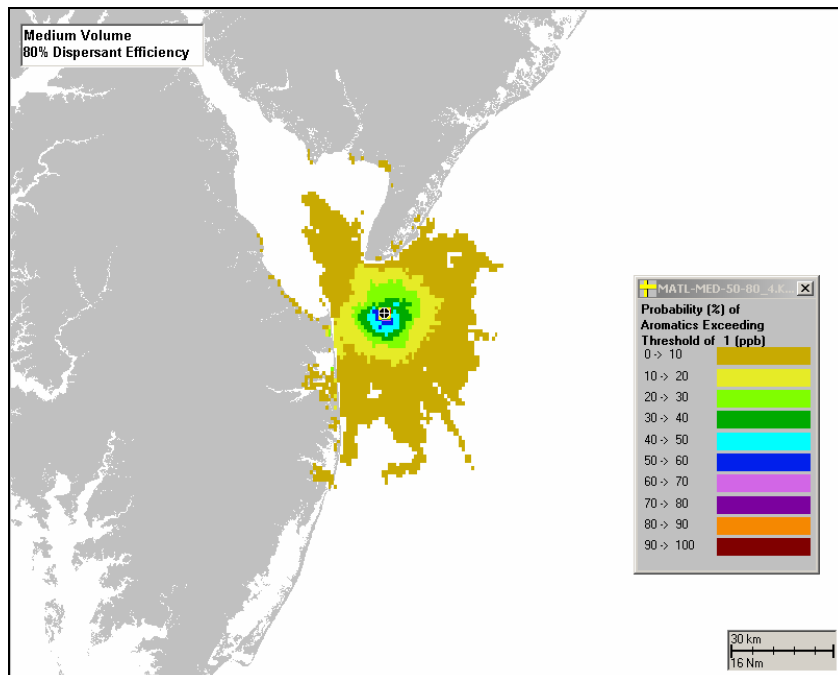 Medium Volume
80% Dispersant Efficiency
MATL-MED-50-80_4.K...
Probability (%) of
Aromatics Exceeding
Threshold of 1 (ppb)
0 -> 10
10 -> 20
20 -> 30
30 -> 40
40 -> 50
50 -> 60
60 -> 70
70 -> 80
80 -> 90
90 -> 100
30 km
16 Nm